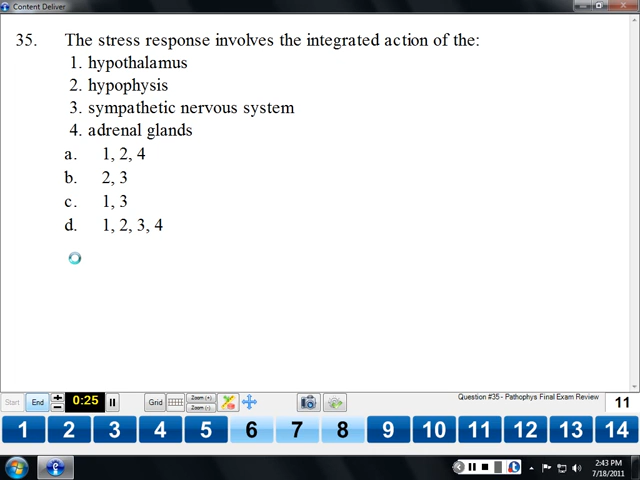 Content Deliver
35. The stress response involves the integrated action of the:
1. hypothalamus
2. hypophysis
3. sympathetic nervous system
4. adrenal glands
a. 1, 2, 4
b. 2, 3
c. 1, 3
d. 1, 2, 3, 4
Start End 0:25 Grid Zoom (+) Zoom (-) Question #35 - Pathophys Final Exam Review 11
1 2 3 4 5 6 7 8 9 10 11 12 13 14
2:43 PM
7/18/2011